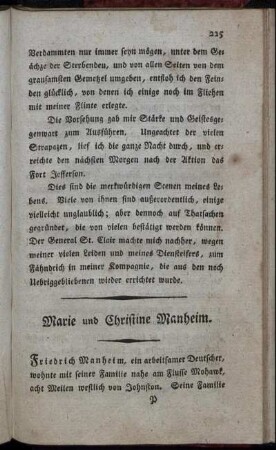 225
Verdammten nur immer seyn mögen, unter dem Ge-
ächze der Sterbenden, und von allen Seiten von dem
grausamsten Gemetzel umgeben, entfloh ich den Fein-
den glücklich, von denen ich einige noch im Fliehen
mit meiner Flinte erlegte.
Die Vorsehung gab mir Stärke und Geistesge-
genwart zum Ausführen. Ungeachtet der vielen
Strapazen, lief ich die ganze Nacht durch, und er-
reichte den nächsten Morgen nach der Aktion das
Fort Jefferson.
Dies sind die merkwürdigen Scenen meines Le-
bens. Viele von ihnen sind außerordentlich, einige
vielleicht unglaublich; aber dennoch auf Thatsachen
gegründet, die von vielen bestätigt werden können.
Der General St. Clair machte mich nachher, wegen
meiner vielen Leiden und meines Diensteifers, zum
Fähndrich in meiner Kompagnie, die aus den noch
Uebriggebliebenen wieder errichtet wurde.
Marie und Christine Manheim.
Friedrich Manheim, ein arbeitsamer Deutscher,
wohnte mit seiner Familie nahe am Flusse Mohawk,
acht Meilen westlich von Johnston. Seine Familie
P